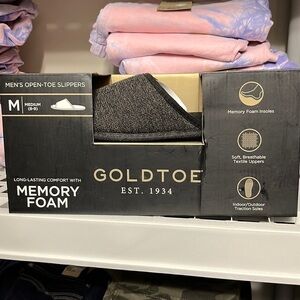 MEN'S OPEN-TOE SLIPPERS
M
MEDIUM
(8-9)
LONG-LASTING COMFORT WITH
MEMORY
FOAM
GOLDTOE
EST. 1934
Memory Foam Insoles
Soft, Breathable
Textile Uppers
Indoor/Outdoor
Traction Soles